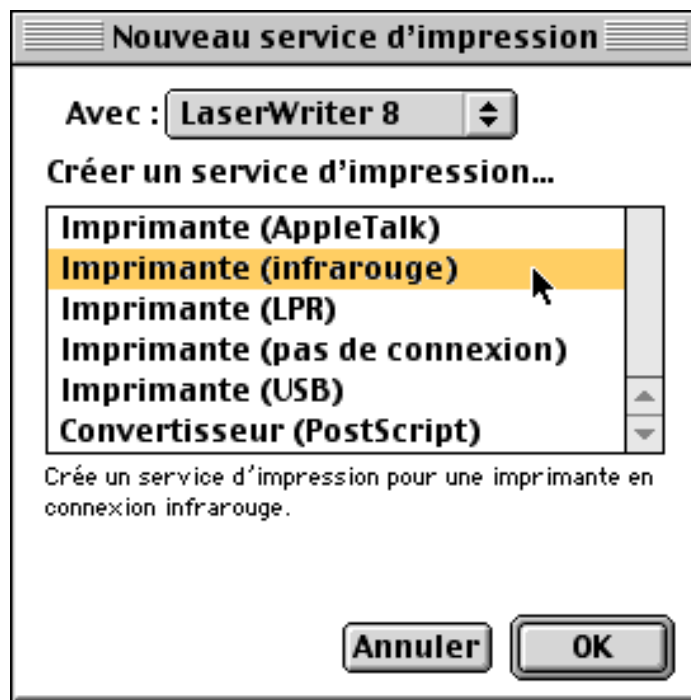 Nouveau service d'impression
Avec : LaserWriter 8
Créer un service d'impression...
Imprimante (AppleTalk)
Imprimante (infrarouge)
Imprimante (LPR)
Imprimante (pas de connexion)
Imprimante (USB)
Convertisseur (PostScript)
Crée un service d'impression pour une imprimante en
connexion infrarouge.
Annuler OK